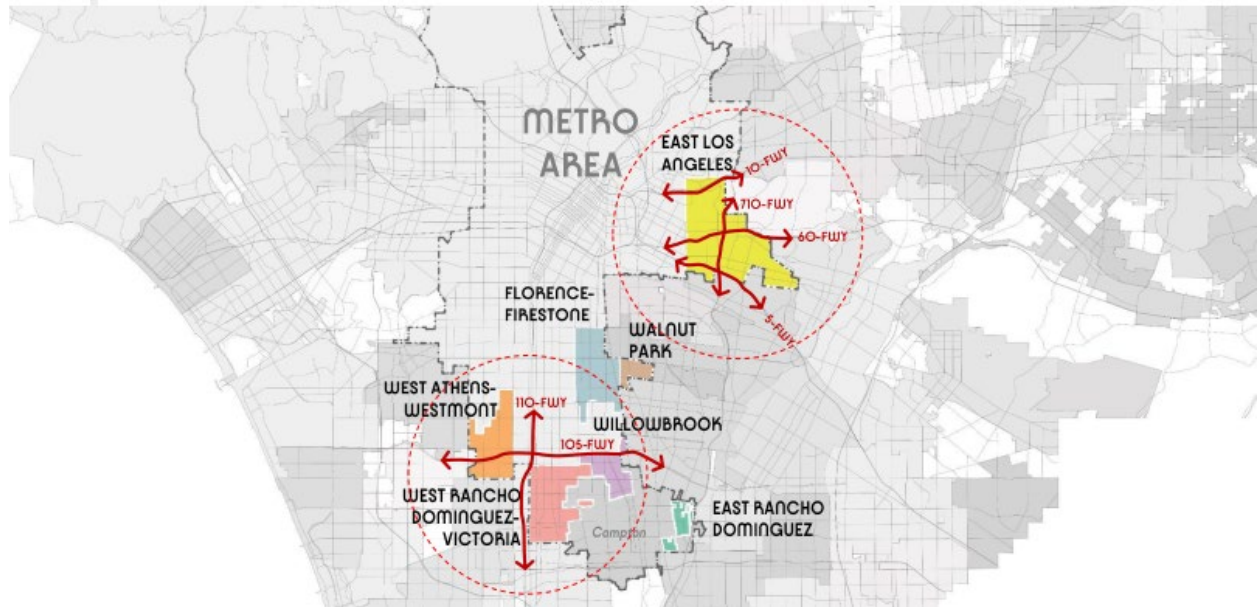 METRO
AREA
EAST LOS
ANGELES
10-FWY
710-FWY
60-FWY
5-FWY
FLORENCE-
FIRESTONE
WALNUT
PARK
WEST ATHENS-
WESTMONT
110-FWY
WILLOWBROOK
105-FWY
WEST RANCHO
DOMINGUEZ-
VICTORIA
Compton
EAST RANCHO
DOMINGUEZ